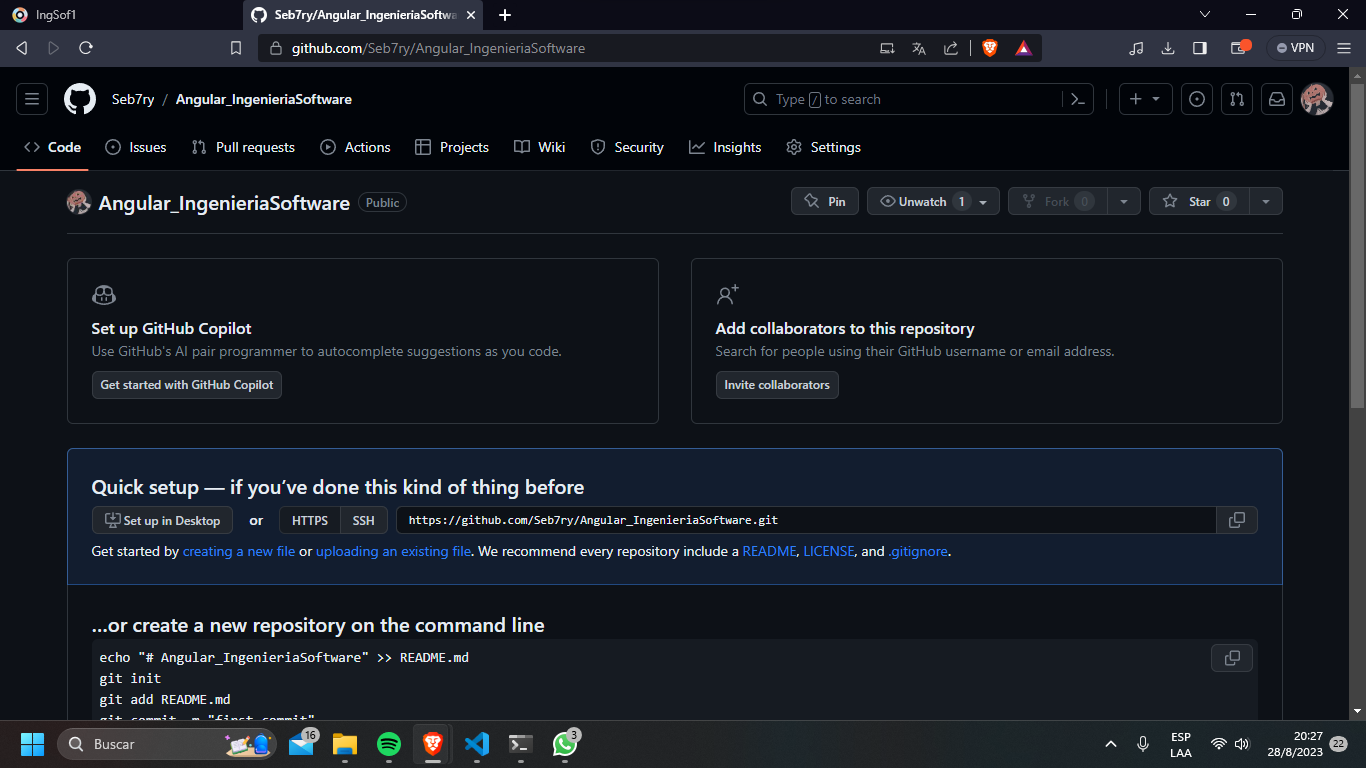 IngSof1
Seb7ry/Angular_IngenieriaSoftwa
github.com/Seb7ry/Angular_IngenieriaSoftware
VPN
Seb7ry / Angular_IngenieriaSoftware
Type / to search
Code
Issues
Pull requests
Actions
Projects
Wiki
Security
Insights
Settings
Angular_IngenieriaSoftware Public
Pin
Unwatch 1
Fork 0
Star 0
Set up GitHub Copilot
Use GitHub's AI pair programmer to autocomplete suggestions as you code.
Get started with GitHub Copilot
Add collaborators to this repository
Search for people using their GitHub username or email address.
Invite collaborators
Quick setup — if you've done this kind of thing before
Set up in Desktop or HTTPS SSH https://github.com/Seb7ry/Angular_IngenieriaSoftware.git
Get started by creating a new file or uploading an existing file. We recommend every repository include a README, LICENSE, and .gitignore.
...or create a new repository on the command line
echo "# Angular_IngenieriaSoftware" >> README.md
git init
git add README.md
git commit -m "first commit"
Buscar
16
3
ESP
LAA
20:27
28/8/2023
22